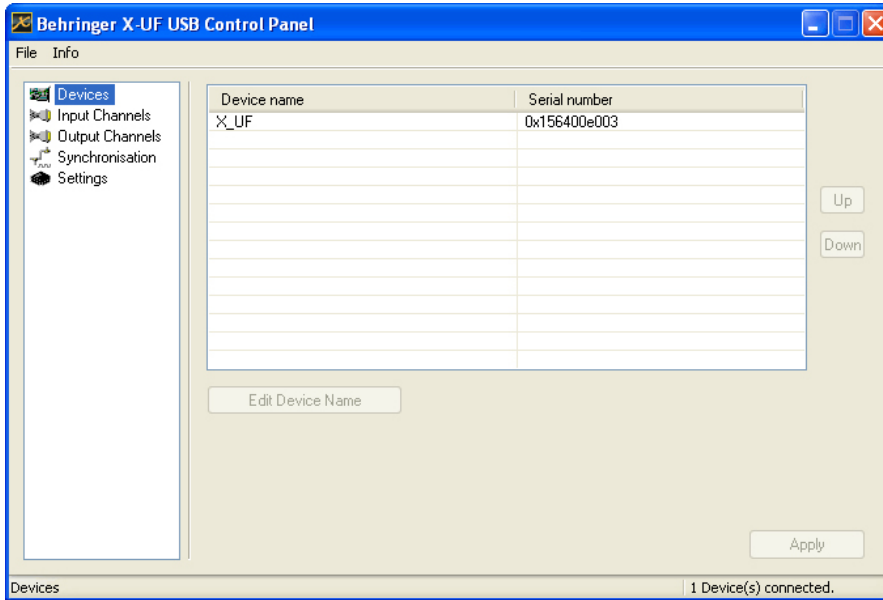 Behringer X-UF USB Control Panel
File Info
Devices
Input Channels
Output Channels
Synchronisation
Settings
Device name Serial number
X_UF 0x156400e003
Up
Down
Edit Device Name
Apply
Devices 1 Device(s) connected.